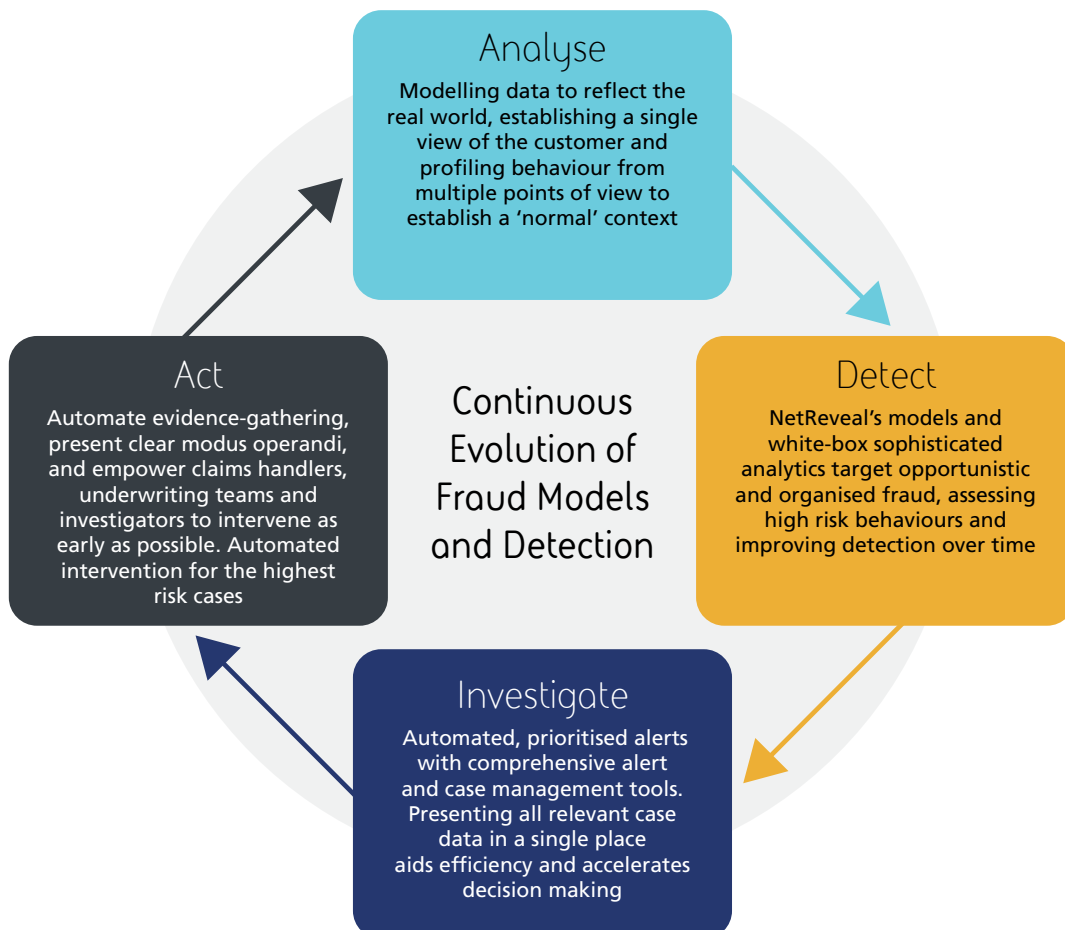 Analyse
Modelling data to reflect the
real world, establishing a single
view of the customer and
profiling behaviour from
multiple points of view to
establish a ‘normal’ context
Act
Automate evidence-gathering,
present clear modus operandi,
and empower claims handlers,
underwriting teams and
investigators to intervene as
early as possible. Automated
intervention for the highest
risk cases
Continuous
Evolution of
Fraud Models
and Detection
Detect
NetReveal’s models and
white-box sophisticated
analytics target opportunistic
and organised fraud, assessing
high risk behaviours and
improving detection over time
Investigate
Automated, prioritised alerts
with comprehensive alert
and case management tools.
Presenting all relevant case
data in a single place
aids efficiency and accelerates
decision making